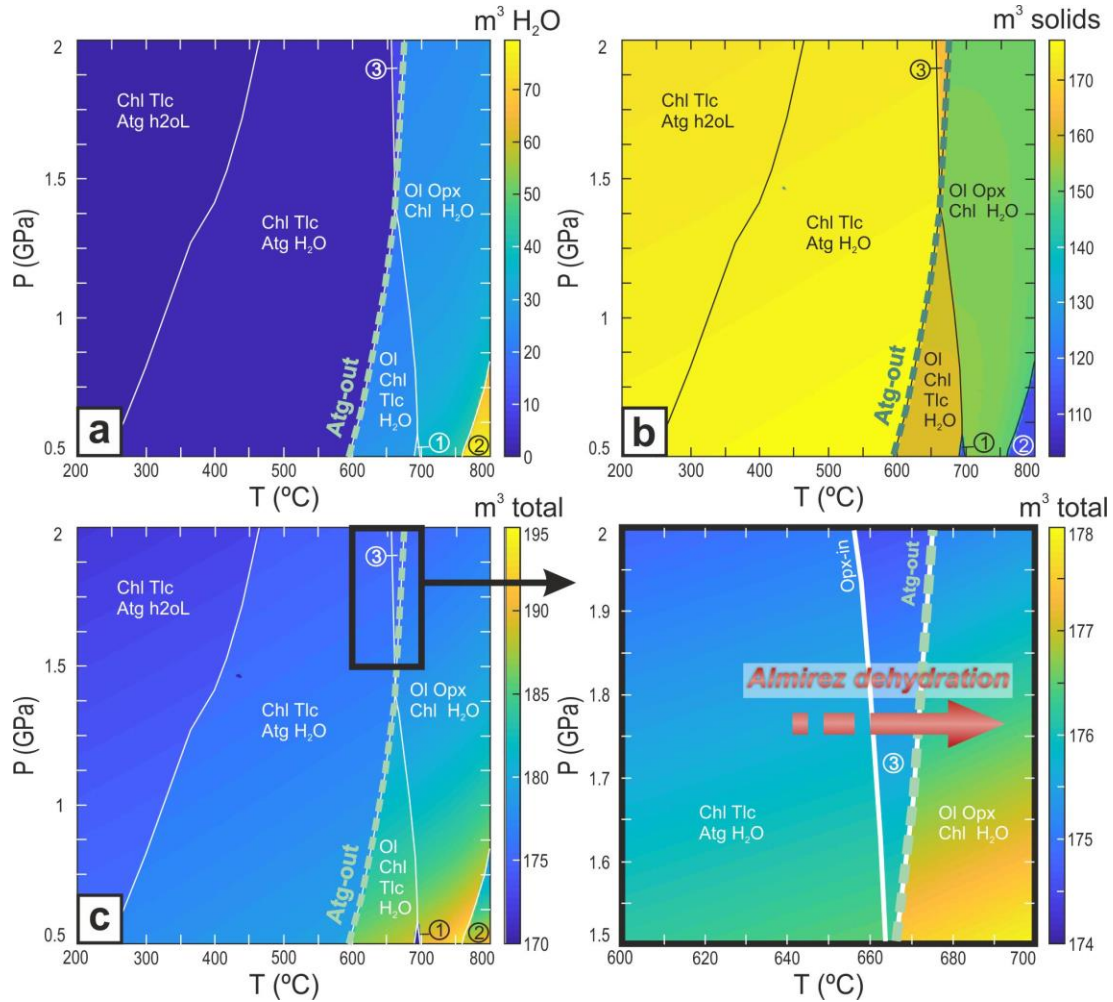 m³ H₂O
2
1.5
1
0.5
P (GPa)
200
300
400
500
600
700
800
T (ºC)
Chl Tlc
Atg h2oL
Chl Tlc
Atg H₂O
③
Ol Opx
Chl H₂O
Atg-out
Ol
Chl
Tlc
H₂O
①
②
a
70
60
50
40
30
20
10
0
m³ solids
2
1.5
1
0.5
P (GPa)
200
300
400
500
600
700
800
T (ºC)
Chl Tlc
Atg h2oL
Chl Tlc
Atg H₂O
③
Ol Opx
Chl H₂O
Atg-out
Ol
Chl
Tlc
H₂O
①
②
b
170
160
150
140
130
120
110
m³ total
2
1.5
1
0.5
P (GPa)
200
300
400
500
600
700
800
T (ºC)
Chl Tlc
Atg h2oL
Chl Tlc
Atg H₂O
③
Ol Opx
Chl H₂O
Atg-out
Ol
Chl
Tlc
H₂O
①
②
c
195
190
185
180
175
170
m³ total
2.0
1.9
1.8
1.7
1.6
1.5
P (GPa)
600
620
640
660
680
700
T (ºC)
Opx-in
Atg-out
Almirez dehydration
③
Chl Tlc
Atg H₂O
Ol Opx
Chl H₂O
178
177
176
175
174